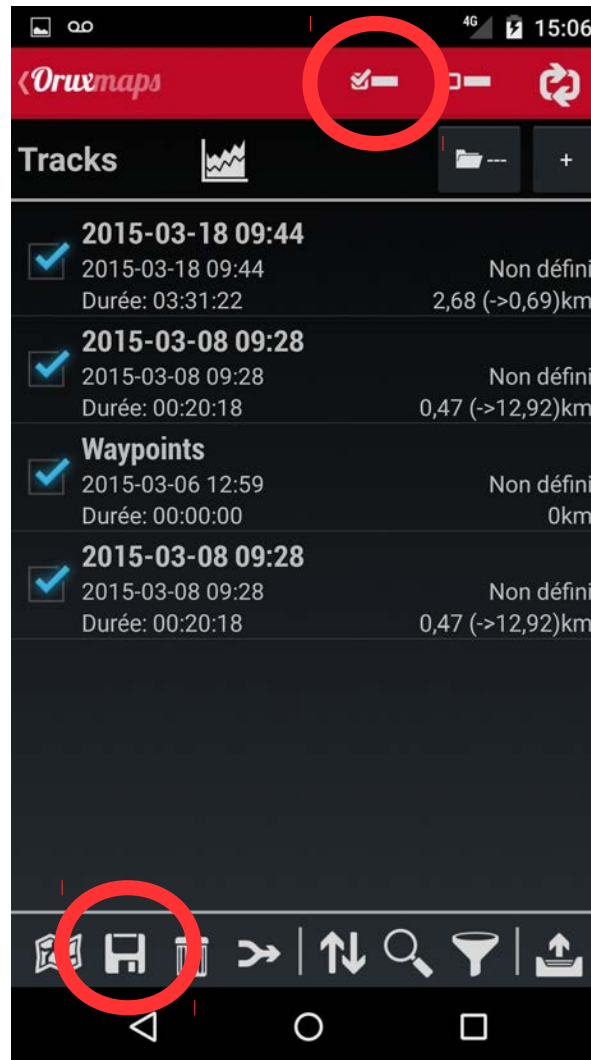 4G 15:06
Oruxmaps
Tracks --- +
2015-03-18 09:44
2015-03-18 09:44 Non défini
Durée: 03:31:22 2,68 (->0,69)km
2015-03-08 09:28
2015-03-08 09:28 Non défini
Durée: 00:20:18 0,47 (->12,92)km
Waypoints
2015-03-06 12:59 Non défini
Durée: 00:00:00 0km
2015-03-08 09:28
2015-03-08 09:28 Non défini
Durée: 00:20:18 0,47 (->12,92)km